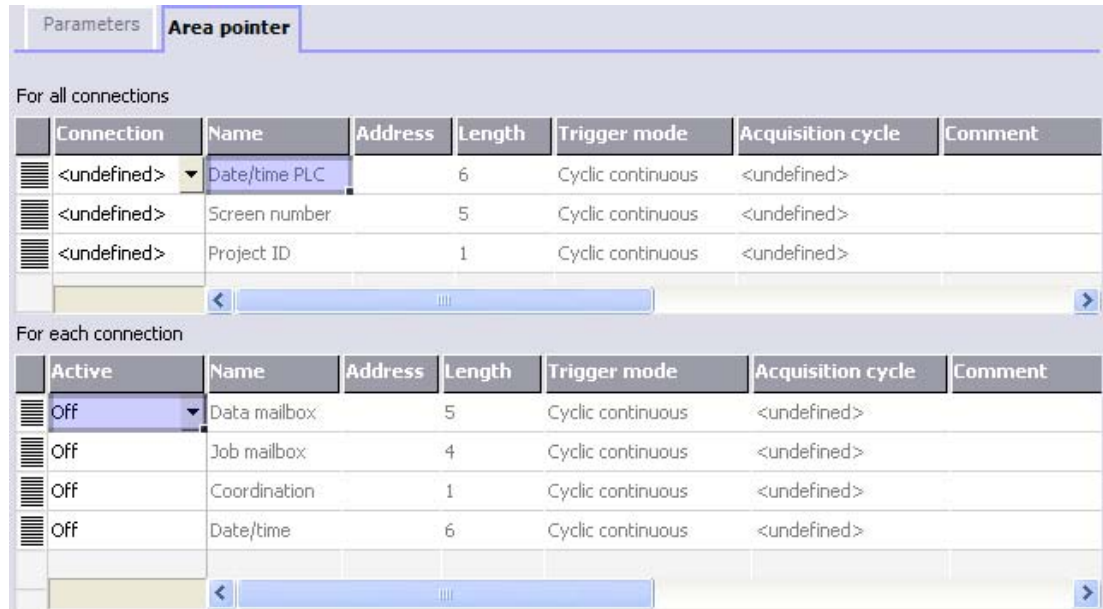 Parameters Area pointer
For all connections
Connection Name Address Length Trigger mode Acquisition cycle Comment
<undefined> Date/time PLC 6 Cyclic continuous <undefined>
<undefined> Screen number 5 Cyclic continuous <undefined>
<undefined> Project ID 1 Cyclic continuous <undefined>
For each connection
Active Name Address Length Trigger mode Acquisition cycle Comment
Off Data mailbox 5 Cyclic continuous <undefined>
Off Job mailbox 4 Cyclic continuous <undefined>
Off Coordination 1 Cyclic continuous <undefined>
Off Date/time 6 Cyclic continuous <undefined>